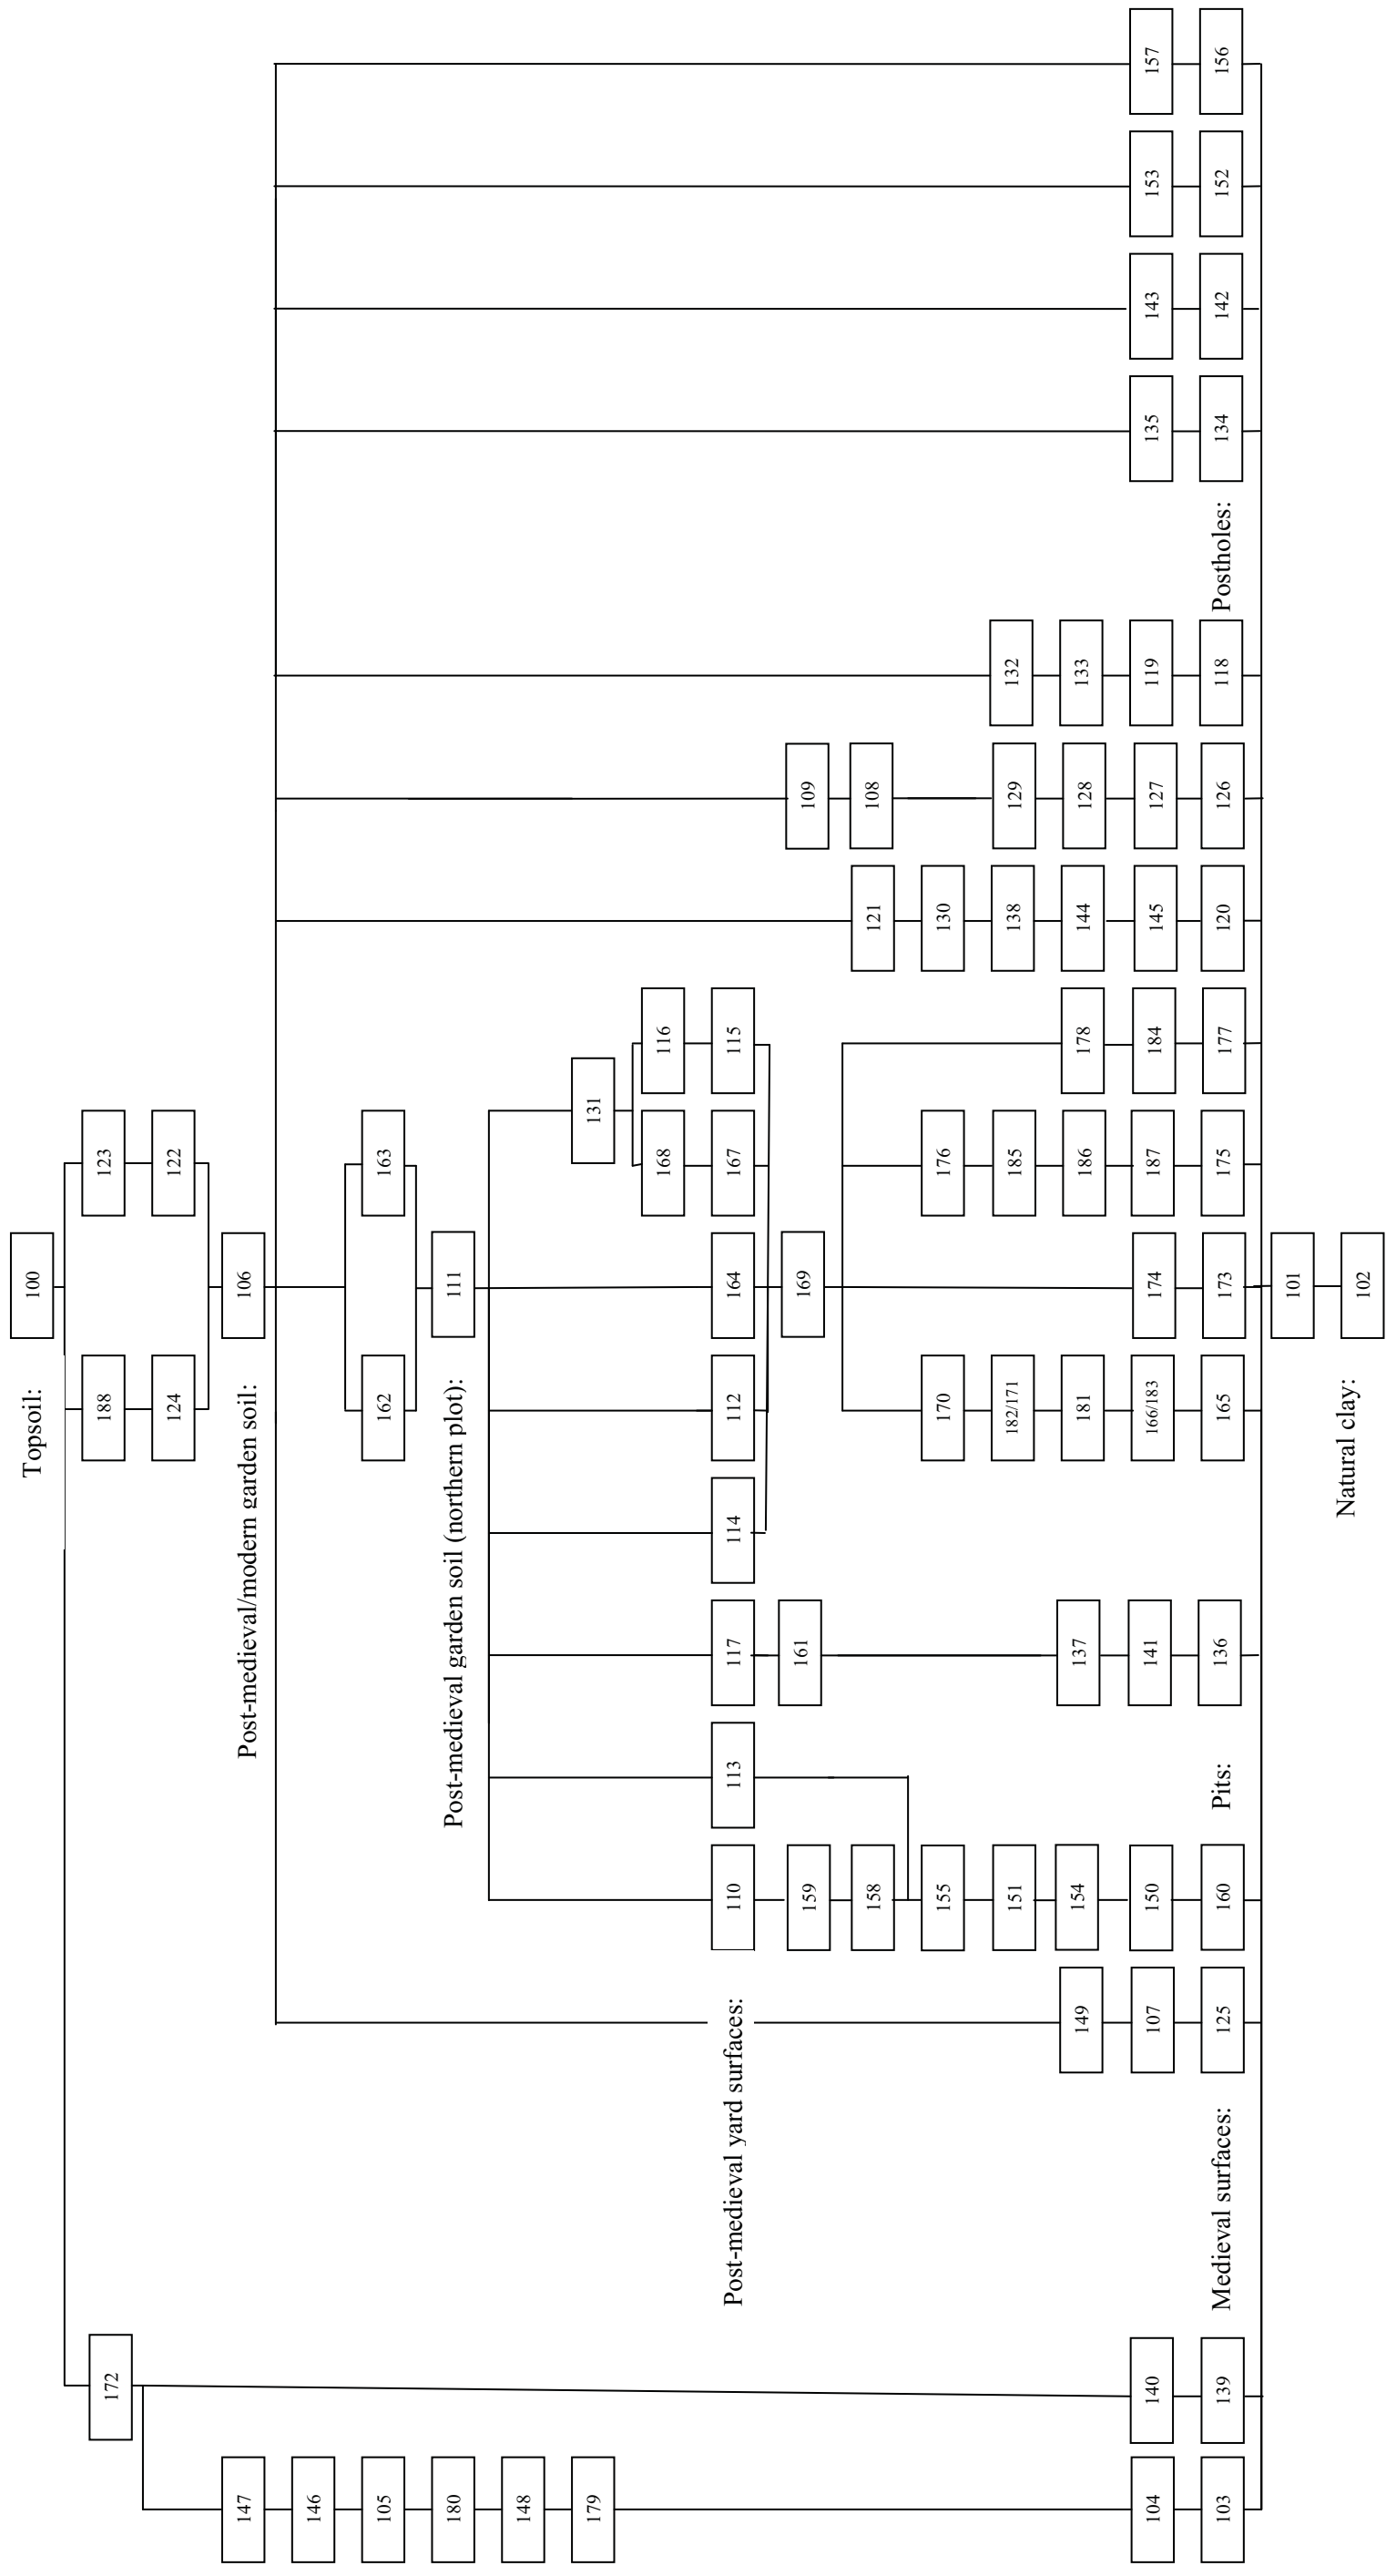 Topsoil: 100
172 188 123
124 122
147 Post-medieval/modern garden soil: 106
146
105 162 163
180 Post-medieval garden soil (northern plot): 111
148
179 131
168 116
Post-medieval yard surfaces: 110 113 117 114 112 164 167 115
159 161 169 109
158 121 108
155 170 176 130
151 182/171 185 138 129 132
149 154 137 181 186 178 144 128 133
104 140 107 150 141 166/183 174 187 184 145 127 119 135 143 153 157
103 139 Medieval surfaces: 125 160 Pits: 136 165 173 175 177 120 126 118 Postholes: 134 142 152 156
101
Natural clay: 102